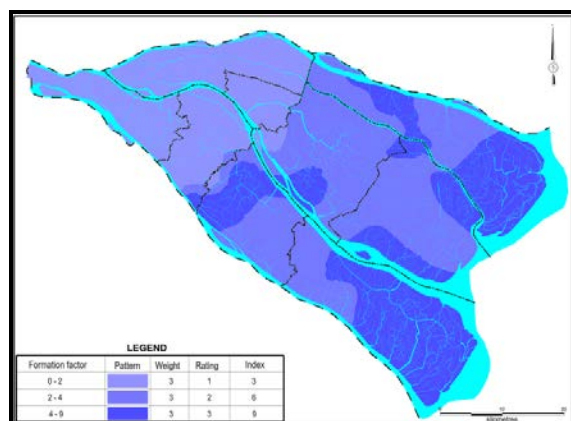 LEGEND
Formation factor Pattern Weight Rating Index
0 - 2 3 1 3
2 - 4 3 2 6
4 - 9 3 3 9